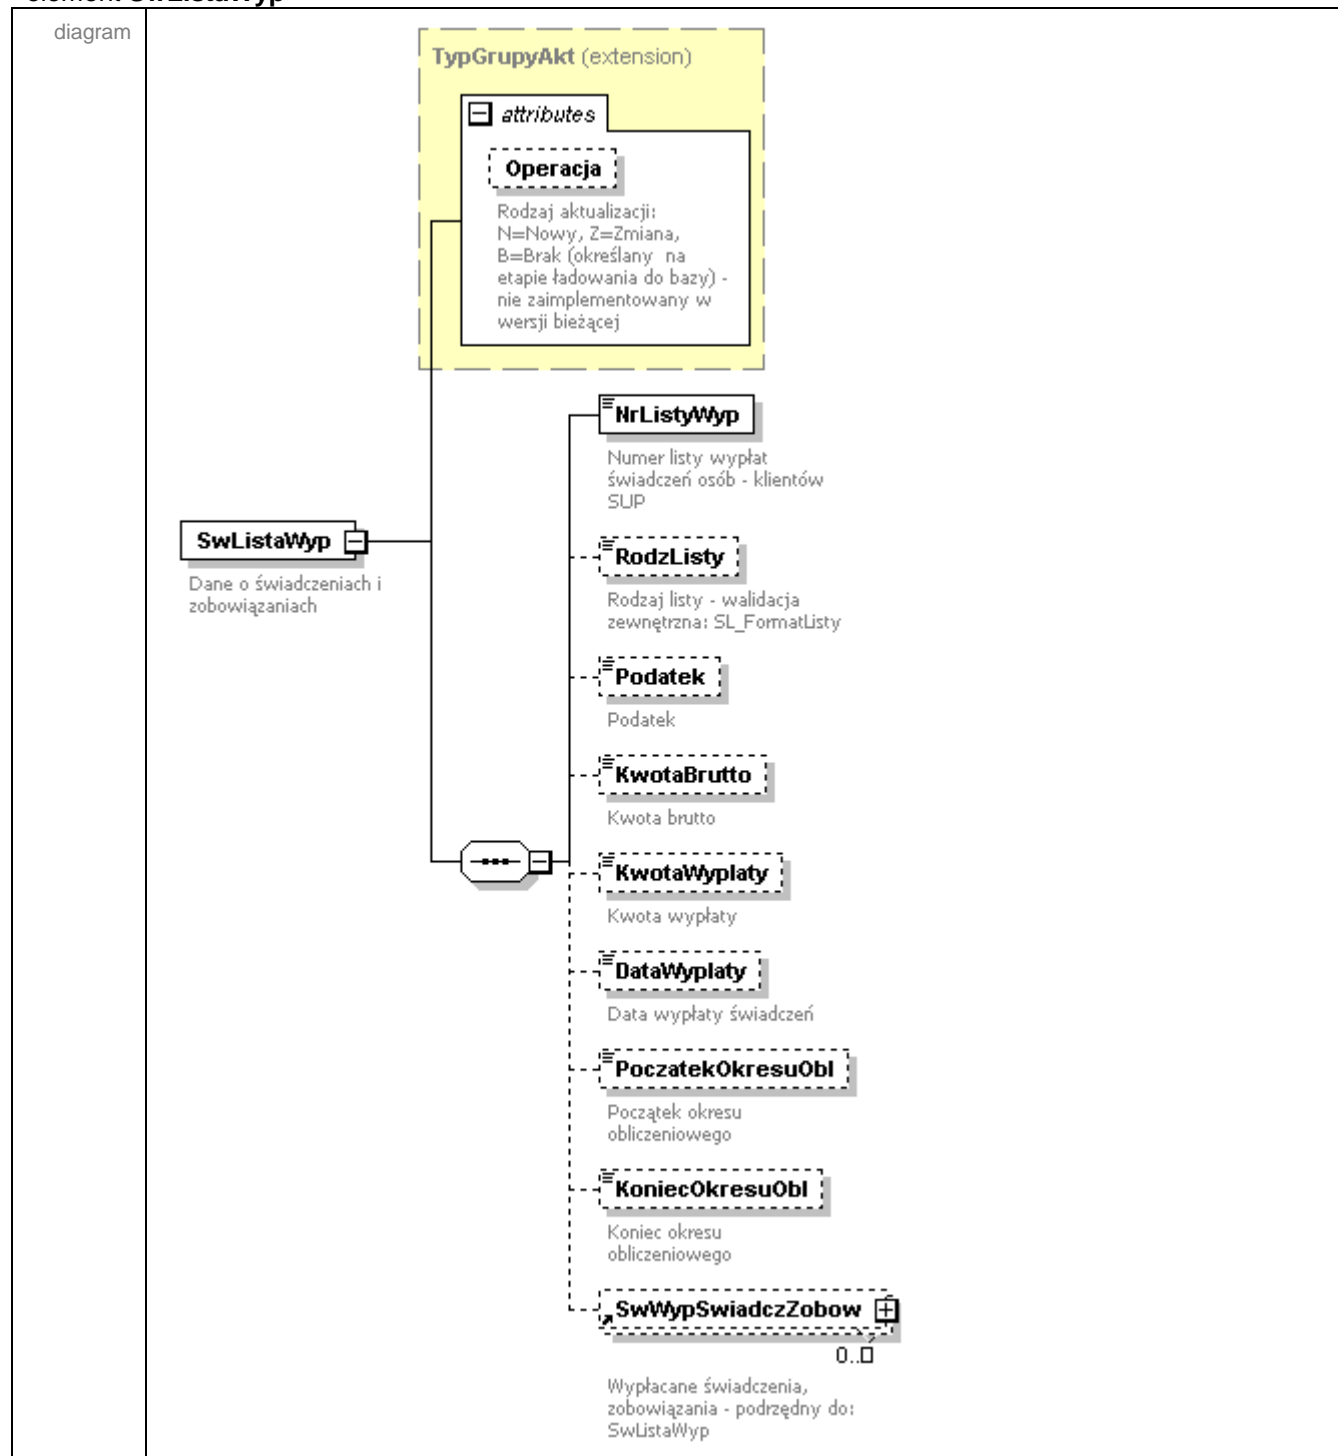 element SwListaWyp
diagram
TypGrupyAkt (extension)
attributes
Operacja
Rodzaj aktualizacji:
N=Nowy, Z=Zmiana,
B=Brak (określany na
etapie ładowania do bazy) -
nie zaimplementowany w
wersji bieżącej
NrListyWyp
Numer listy wypłat
świadczeń osób - klientów
SUP
SwListaWyp
Dane o świadczeniach i
zobowiązaniach
RodzListy
Rodzaj listy - walidacja
zewnętrzna: SL_FormatListy
Podatek
Podatek
KwotaBrutto
Kwota brutto
KwotaWyplaty
Kwota wypłaty
DataWyplaty
Data wypłaty świadczeń
PoczatekOkresuObl
Początek okresu
obliczeniowego
KoniecOkresuObl
Koniec okresu
obliczeniowego
SwWypSwiadczZobow
0..□
Wypłacane świadczenia,
zobowiązania - podrzędny do:
SwListaWyp